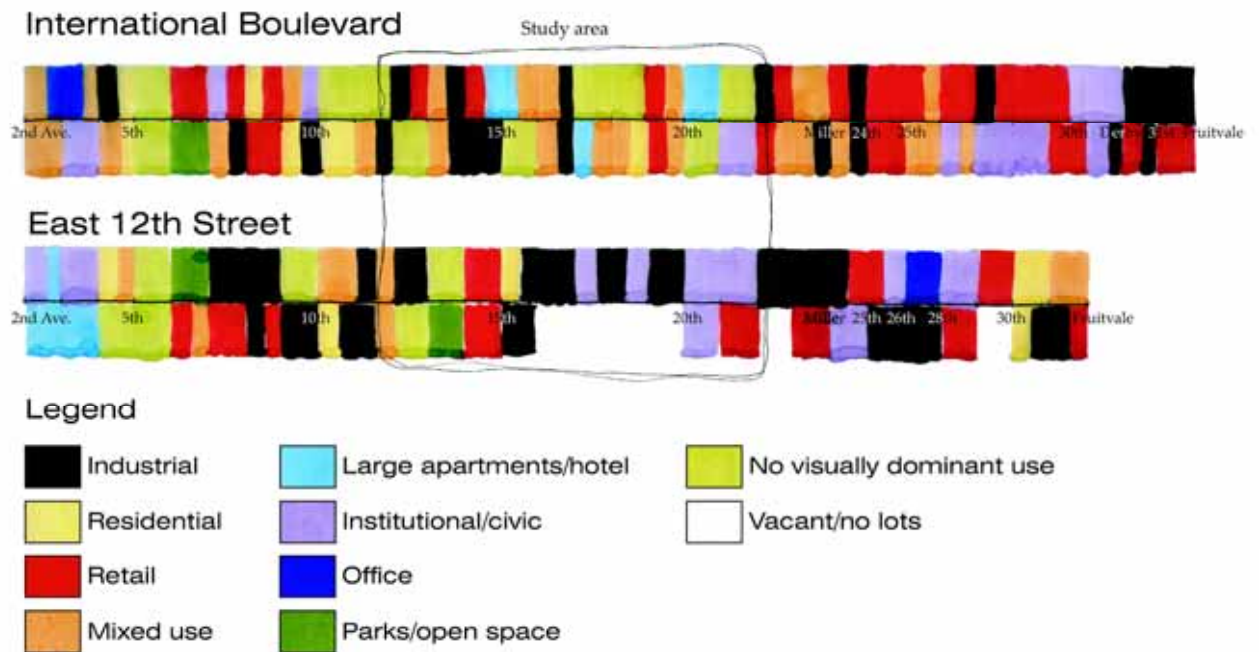 International Boulevard
Study area
2nd Ave. 5th 10th 15th 20th Miller 24th 25th 30th 31st Fruitvale
East 12th Street
2nd Ave. 5th 10th 15th 20th Miller 25th 26th 28th 30th Fruitvale
Legend
Industrial Large apartments/hotel No visually dominant use
Residential Institutional/civic Vacant/no lots
Retail Office
Mixed use Parks/open space